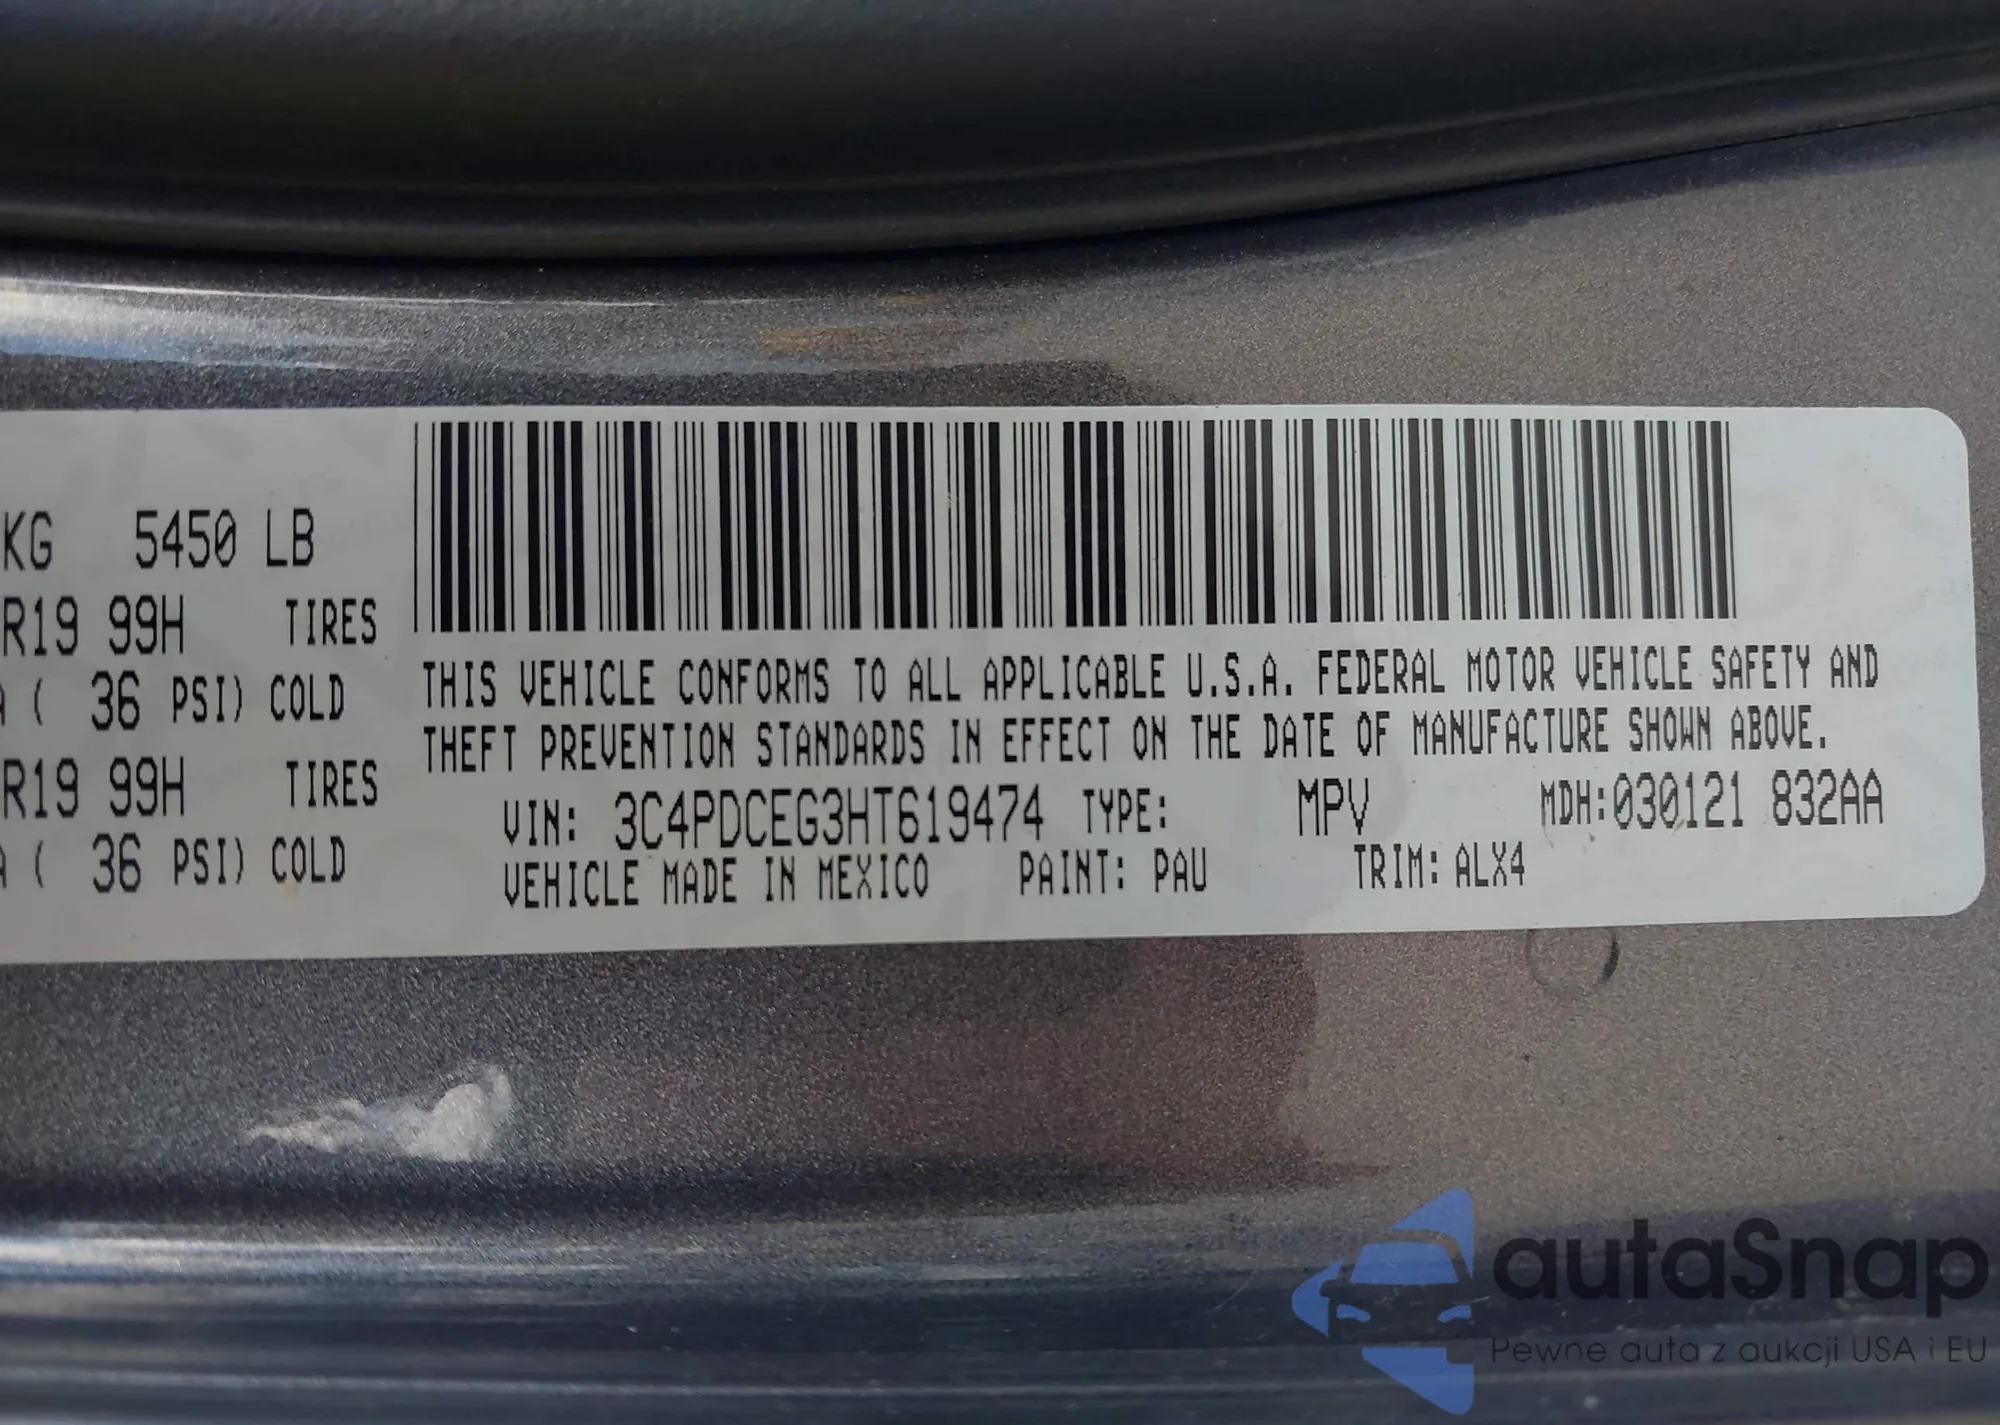 KG 5450 LB
R19 99H TIRES
A ( 36 PSI) COLD
R19 99H TIRES
A ( 36 PSI) COLD
THIS VEHICLE CONFORMS TO ALL APPLICABLE U.S.A. FEDERAL MOTOR VEHICLE SAFETY AND
THEFT PREVENTION STANDARDS IN EFFECT ON THE DATE OF MANUFACTURE SHOWN ABOVE.
VIN: 3C4PDCEG3HT619474 TYPE: MPV MDH:030121 832AA
VEHICLE MADE IN MEXICO PAINT: PAU TRIM: ALX4
autaSnap
Pewne auta z aukcji USA i EU